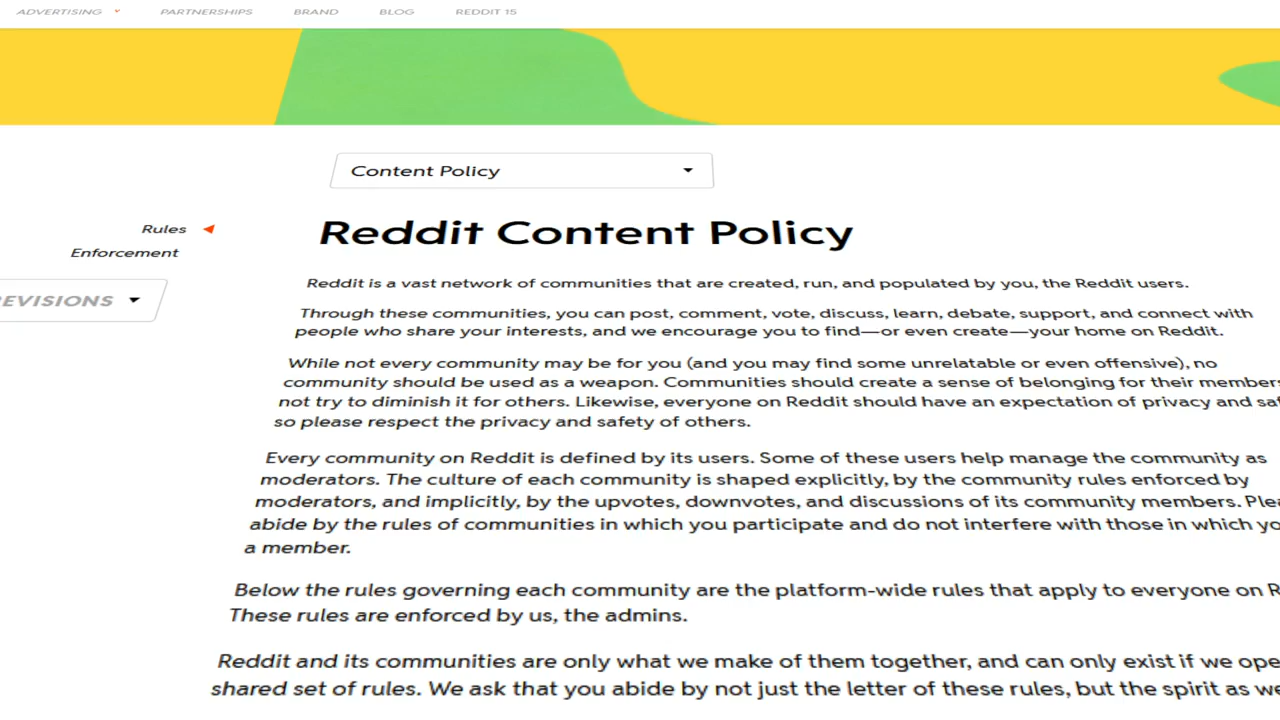 ADVERTISING PARTNERSHIPS BRAND BLOG REDDIT 15
Content Policy
Rules
Enforcement
EVISIONS
Reddit Content Policy
Reddit is a vast network of communities that are created, run, and populated by you, the Reddit users.
Through these communities, you can post, comment, vote, discuss, learn, debate, support, and connect with
people who share your interests, and we encourage you to find—or even create—your home on Reddit.
While not every community may be for you (and you may find some unrelatable or even offensive), no
community should be used as a weapon. Communities should create a sense of belonging for their members
not try to diminish it for others. Likewise, everyone on Reddit should have an expectation of privacy and
so please respect the privacy and safety of others.
Every community on Reddit is defined by its users. Some of these users help manage the community as
moderators. The culture of each community is shaped explicitly, by the community rules enforced by
moderators, and implicitly, by the upvotes, downvotes, and discussions of its community members.
abide by the rules of communities in which you participate and do not interfere with those in which
a member.
Below the rules governing each community are the platform-wide rules that apply to everyone on
These rules are enforced by us, the admins.
Reddit and its communities are only what we make of them together, and can only exist if we
shared set of rules. We ask that you abide by not just the letter of these rules, but the spirit as